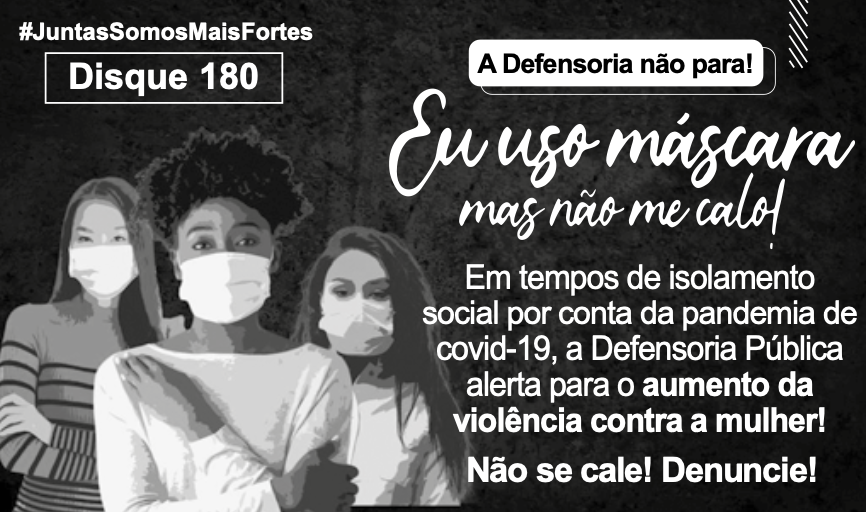 #JuntasSomosMaisFortes
Disque 180
A Defensoria não para!
Eu uso máscara
mas não me calo!
Em tempos de isolamento
social por conta da pandemia de
covid-19, a Defensoria Pública
alerta para o aumento da
violência contra a mulher!
Não se cale! Denuncie!